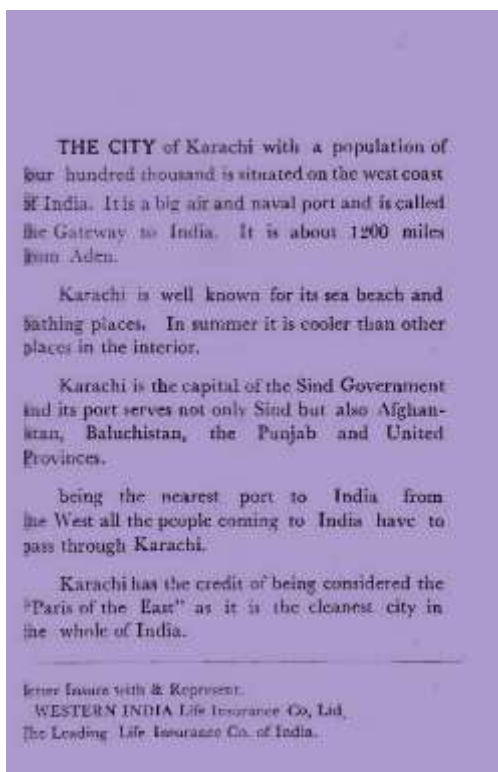 THE CITY of Karachi with a population of
four hundred thousand is situated on the west coast
of India. It is a big air and naval port and is called
the Gateway to India. It is about 1200 miles
from Aden.
Karachi is well known for its sea beach and
bathing places. In summer it is cooler than other
places in the interior.
Karachi is the capital of the Sind Government
and its port serves not only Sind but also Afghan-
istan, Baluchistan, the Punjab and United
Provinces.
being the nearest port to India from
the West all the people coming to India have to
pass through Karachi.
Karachi has the credit of being considered the
"Paris of the East" as it is the cleanest city in
the whole of India.
Better Insure with & Represent.
WESTERN INDIA Life Insurance Co, Ltd,
The Leading Life Insurance Co. of India.